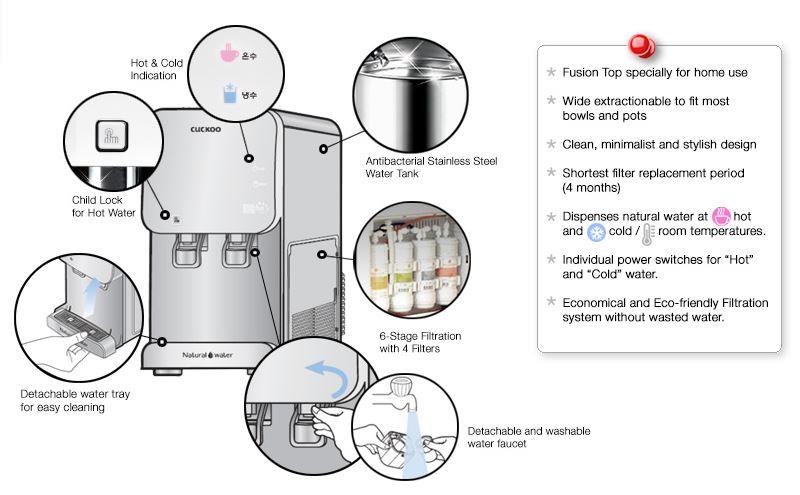 Hot & Cold
Indication
온수
냉수
CUCKOO
Child Lock
for Hot Water
Antibacterial Stainless Steel
Water Tank
6-Stage Filtration
with 4 Filters
Natural water
Detachable water tray
for easy cleaning
Detachable and washable
water faucet
* Fusion Top specially for home use
* Wide extractionable to fit most
bowls and pots
* Clean, minimalist and stylish design
* Shortest filter replacement period
(4 months)
* Dispenses natural water at hot
and cold / room temperatures.
* Individual power switches for “Hot”
and “Cold” water.
* Economical and Eco-friendly Filtration
system without wasted water.